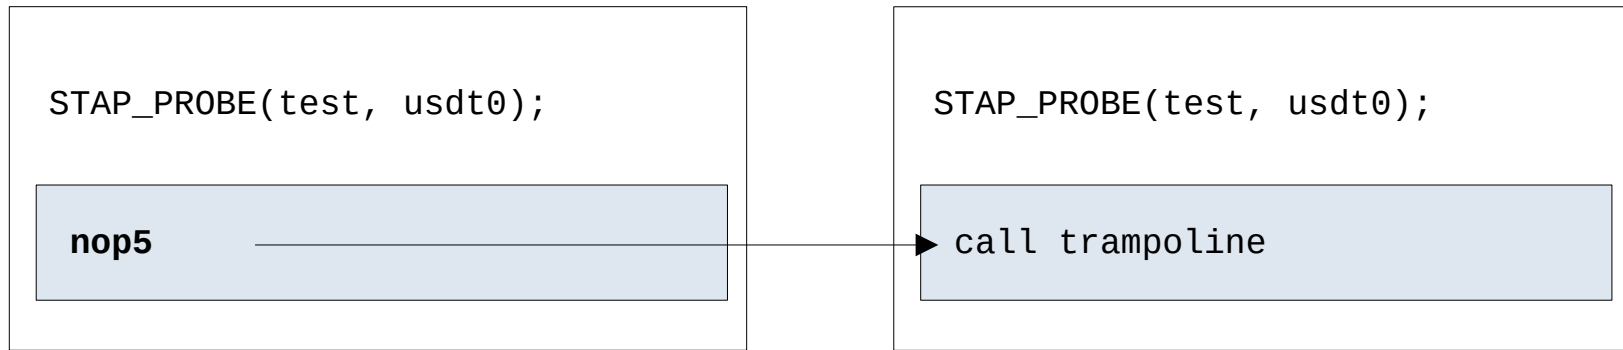 STAP_PROBE(test, usdt0);
nop5
STAP_PROBE(test, usdt0);
call trampoline